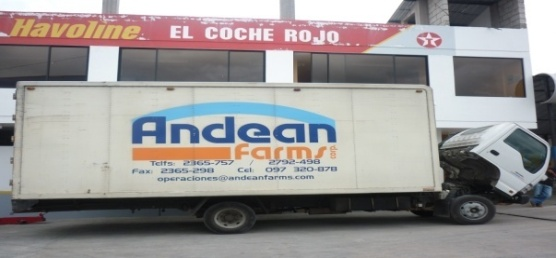 Havoline EL COCHE ROJO
Andean
Farms
Telfs: 2365-757 / 2792-498
Fax: 2365-298 Cel: 097 320-878
operaciones@andeanfarms.com